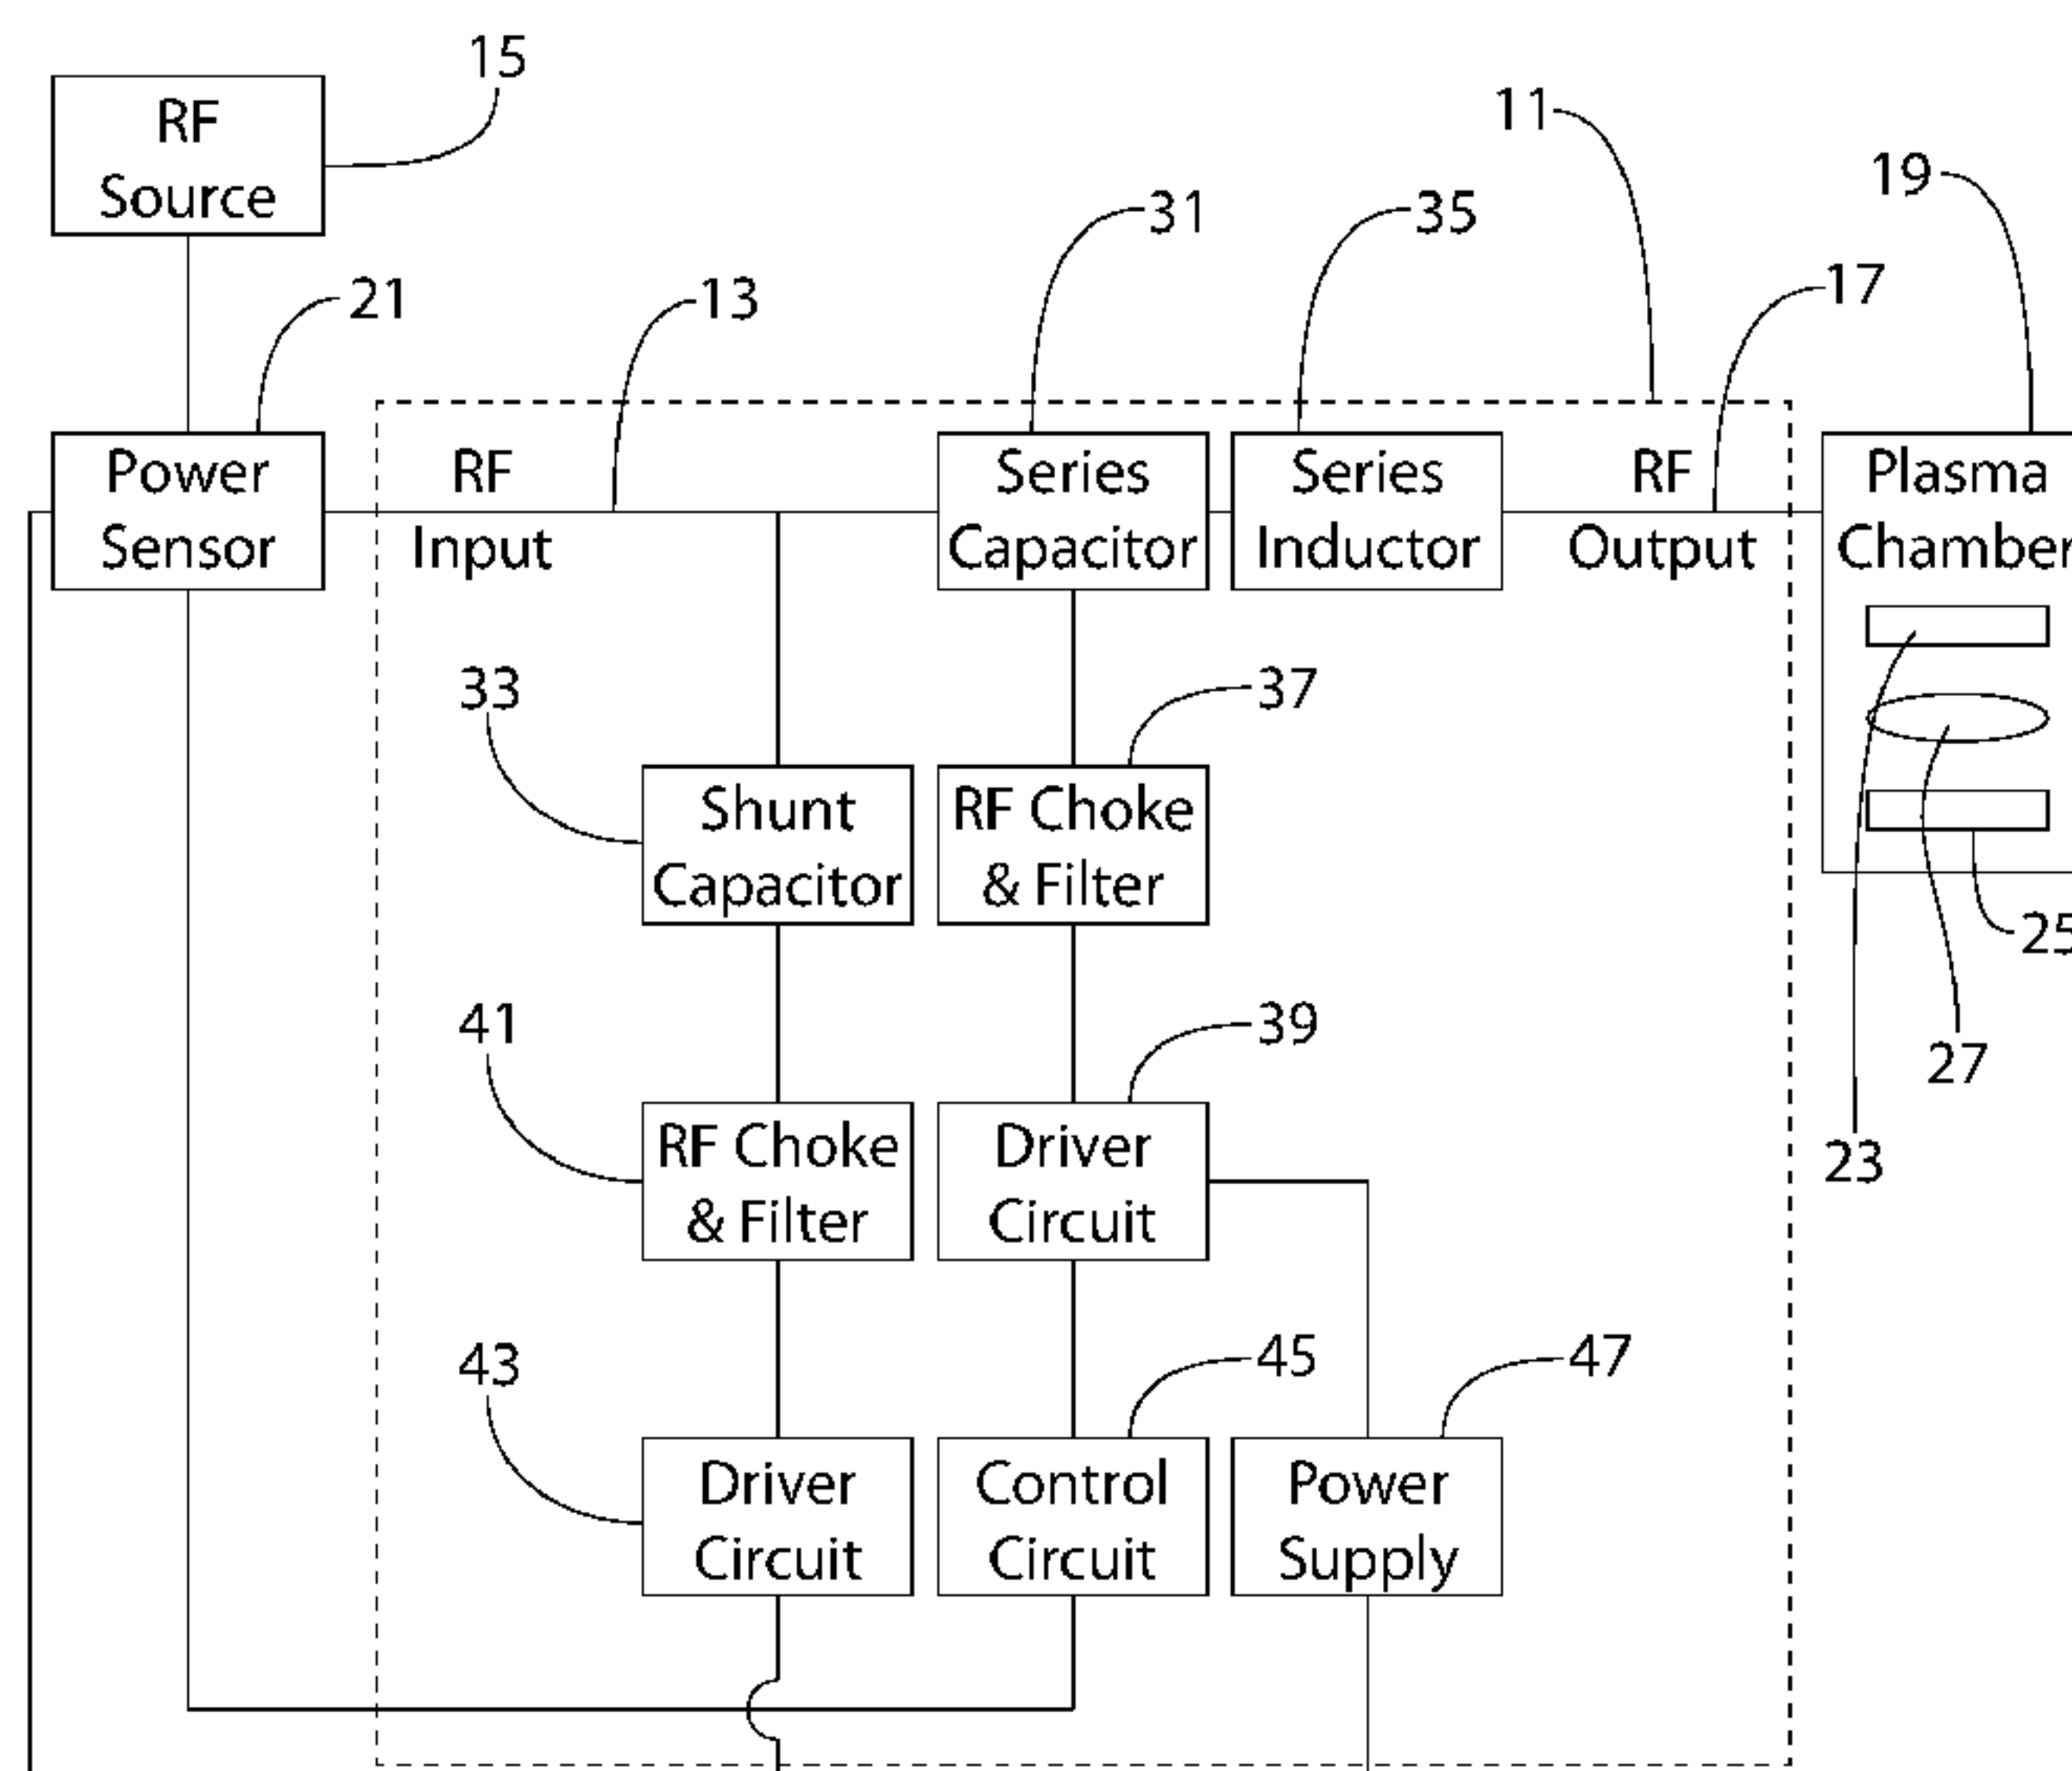 15
RF
Source
11
19
31
35
17
21
13
Power
Sensor
RF
Input
Series
Capacitor
Series
Inductor
RF
Output
Plasma
Chamber
33
37
Shunt
Capacitor
RF Choke
& Filter
25
41
39
27
RF Choke
& Filter
Driver
Circuit
23
43
45
47
Driver
Circuit
Control
Circuit
Power
Supply